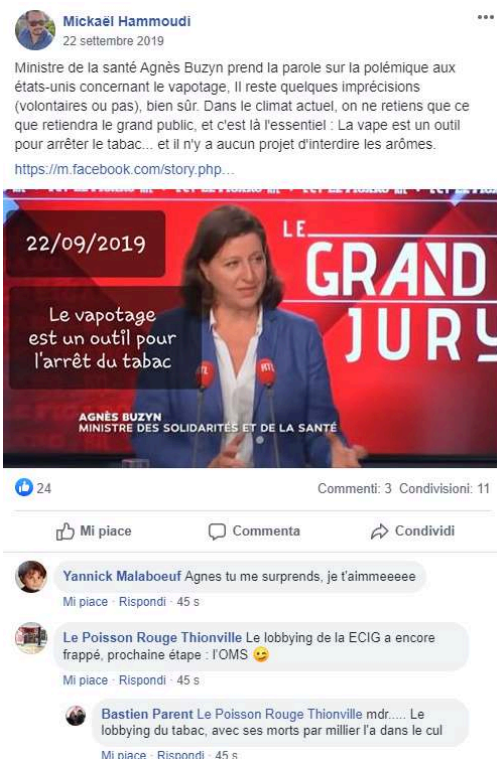 Mickaël Hammoudi
22 settembre 2019
Ministre de la santé Agnès Buzyn prend la parole sur la polémique aux
états-unis concernant le vapotage, Il reste quelques imprécisions
(volontaires ou pas), bien sûr. Dans le climat actuel, on ne retiens que ce
que retiendra le grand public, et c'est là l'essentiel : La vape est un outil
pour arrêter le tabac... et il n'y a aucun projet d'interdire les arômes.
https://m.facebook.com/story.php...
22/09/2019
LE
GRAND
JURY
Le vapotage
est un outil pour
l'arrêt du tabac
RTL
RTL
AGNÈS BUZYN
MINISTRE DES SOLIDARITÉS ET DE LA SANTÉ
24
Commenti: 3 Condivisioni: 11
Mi piace Commenta Condividi
Yannick Malaboeuf Agnes tu me surprends, je t'aimmeeeee
Mi piace · Rispondi · 45 s
Le Poisson Rouge Thionville Le lobbying de la ECIG a encore
frappé, prochaine étape : l'OMS 😜
Mi piace · Rispondi · 45 s
Bastien Parent Le Poisson Rouge Thionville mdr..... Le
lobbying du tabac, avec ses morts par millier l'a dans le cul
Mi piace · Rispondi · 45 s